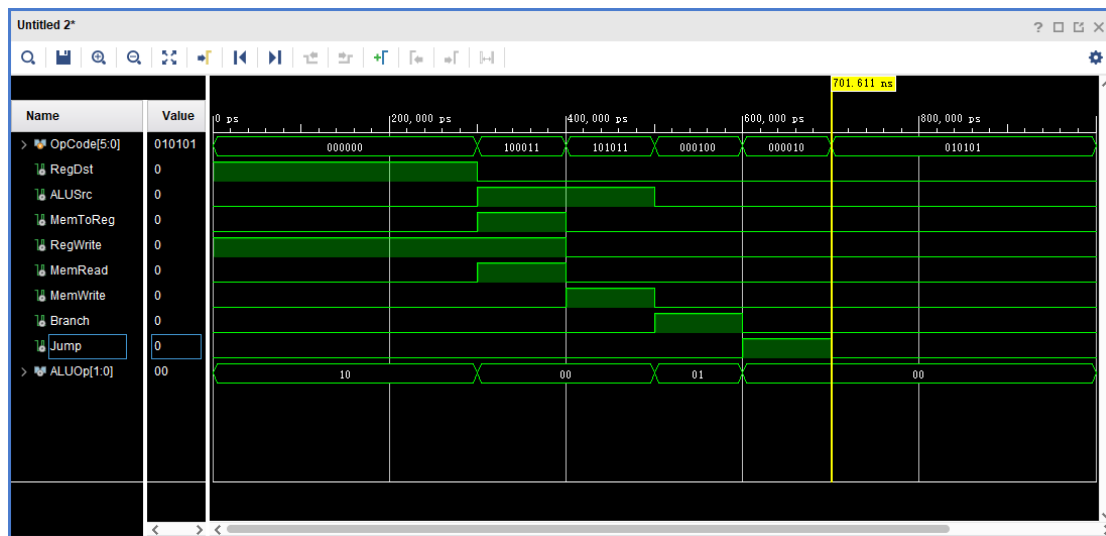 Untitled 2*
701.611 ns
Name Value 0 ps 200,000 ps 400,000 ps 600,000 ps 800,000 ps
OpCode[5:0] 010101 000000 100011 101011 000100 000010 010101
RegDst 0
ALUSrc 0
MemToReg 0
RegWrite 0
MemRead 0
MemWrite 0
Branch 0
Jump 0
ALUOp[1:0] 00 10 00 01 00